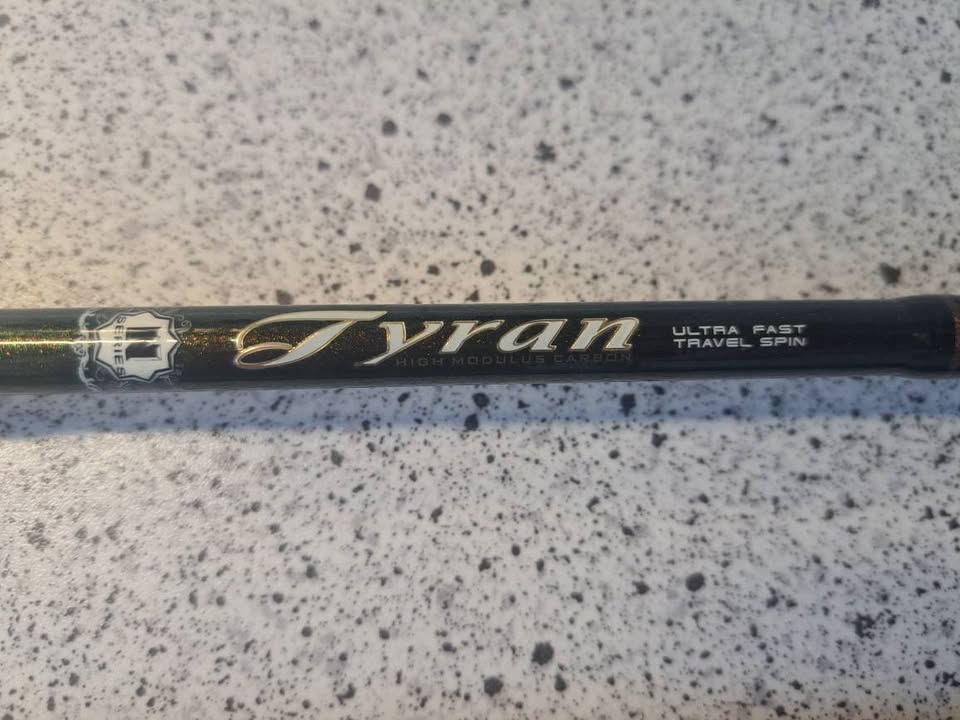 SERIES
Tyran
HIGH MODULUS CARBON
ULTRA FAST
TRAVEL SPIN